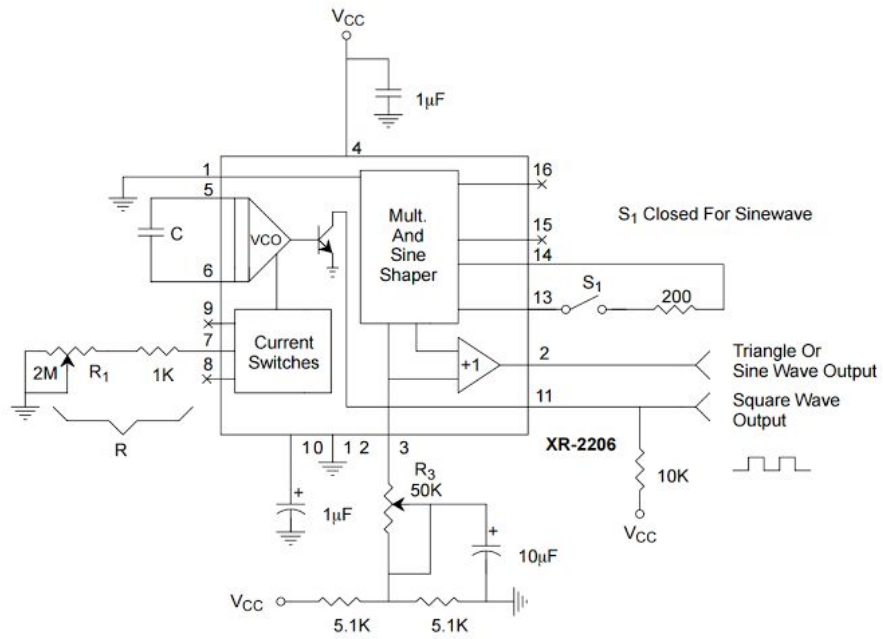 VCC
1µF
4
1
16
5
Mult.
And
Sine
Shaper
S1 Closed For Sinewave
C
VCO
15
14
6
S1
13
200
9
Current
Switches
7
2M
R1
1K
8
+1
2
Triangle Or
Sine Wave Output
11
Square Wave
Output
R
10
12
3
XR-2206
R3
50K
10K
+
1µF
+
10µF
VCC
VCC
5.1K
5.1K